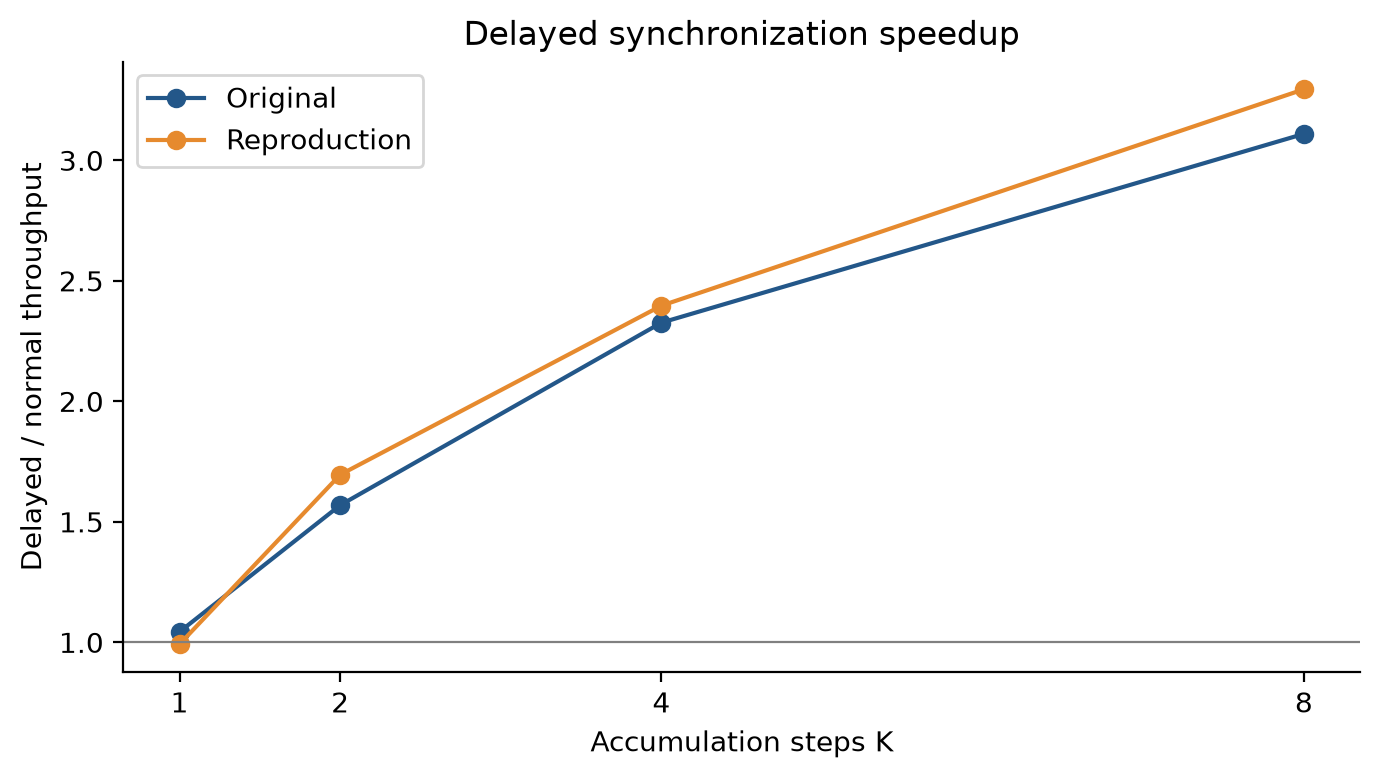 Delayed synchronization speedup
Original
Reproduction
Delayed / normal throughput
3.0
2.5
2.0
1.5
1.0
1 2 4 8
Accumulation steps K